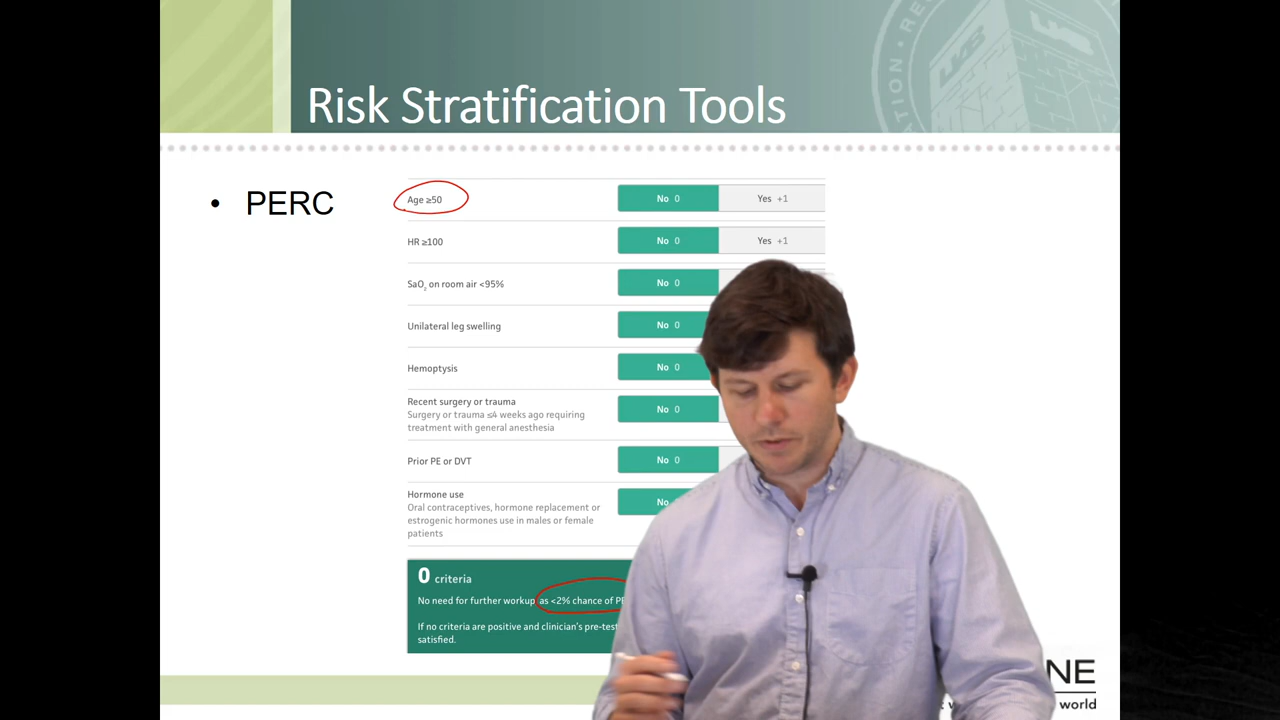 Risk Stratification Tools
• PERC
Age ≥50 No 0 Yes +1
HR ≥100 No 0 Yes +1
SaO₂ on room air <95% No 0
Unilateral leg swelling No 0
Hemoptysis No 0
Recent surgery or trauma No 0
Surgery or trauma ≤4 weeks ago requiring
treatment with general anesthesia
Prior PE or DVT No 0
Hormone use No
Oral contraceptives, hormone replacement or
estrogenic hormones use in males or female
patients
0 criteria
No need for further workup, as <2% chance of
If no criteria are positive and clinician's pre-test
satisfied.
world